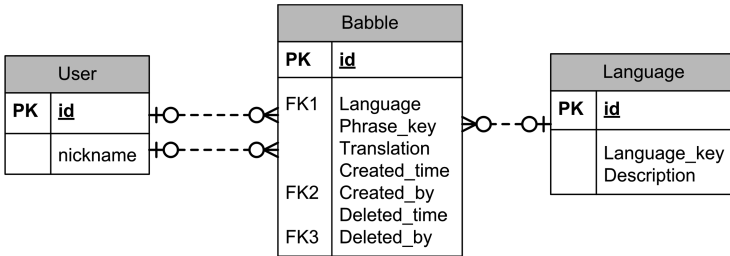 User
PK id
nickname
Babble
PK id
FK1 Language
Phrase_key
Translation
Created_time
FK2 Created_by
Deleted_time
FK3 Deleted_by
Language
PK id
Language_key
Description